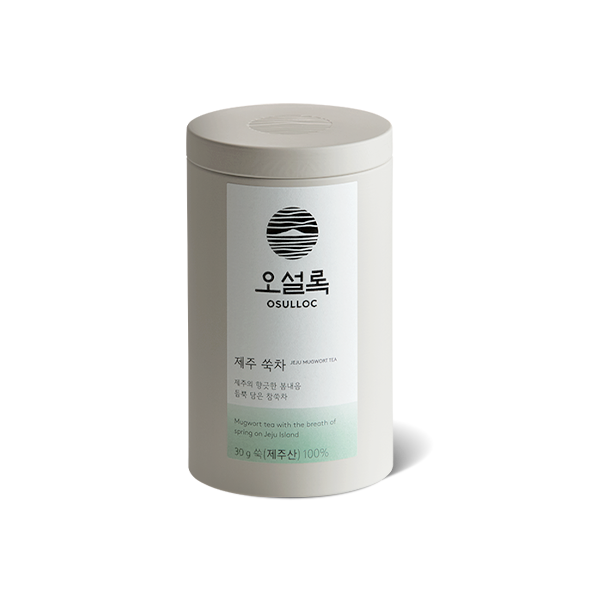 오설록
OSULLOC
제주 쑥차 JEJU MUGWORT TEA
제주의 향긋한 봄내음
듬뿍 담은 참쑥차
Mugwort tea with the breath of
spring on Jeju Island
30 g 쑥(제주산) 100%